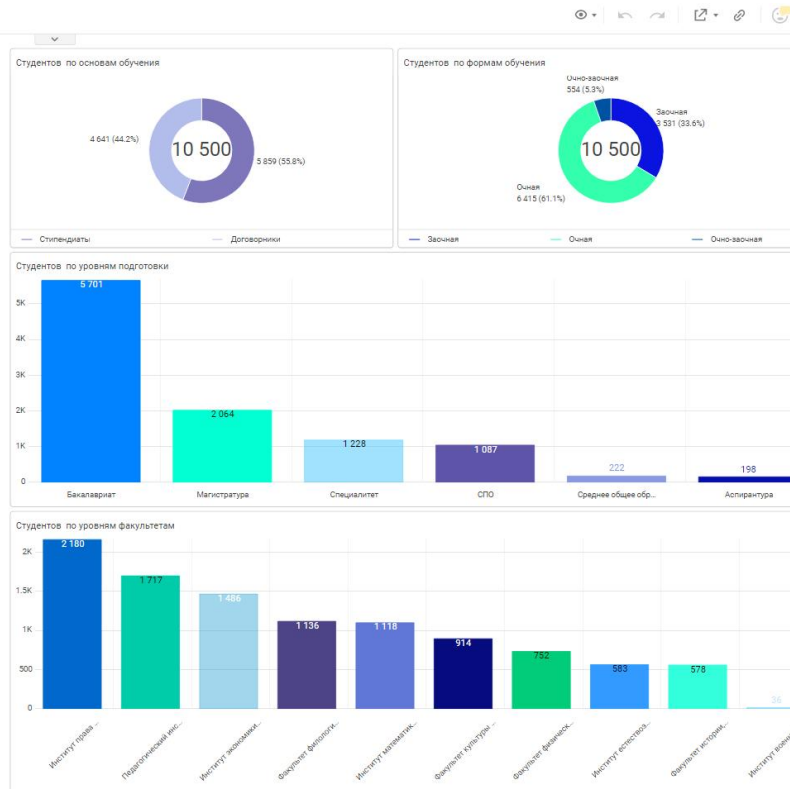 Студентов по основам обучения
4 641 (44.2%)
10 500
5 859 (55.8%)
Стипендиаты
Договорники
Студентов по формам обучения
Очно-заочная
554 (5.3%)
Заочная
3 531 (33.6%)
10 500
Очная
6 415 (61.1%)
Заочная
Очная
Очно-заочная
Студентов по уровням подготовки
5K
4K
3K
2K
1K
0
5 701
2 064
1 228
1 087
222
198
Бакалавриат
Магистратура
Специалитет
СПО
Среднее общее обр...
Аспирантура
Студентов по уровням факультетам
2K
1.5K
1K
500
0
2 180
1 717
1 486
1 136
1 118
914
752
583
578
36
Институт права ...
Педагогический инс...
Институт экономики...
Факультет филологи...
Институт математик...
Факультет культуры ...
Факультет физическ...
Институт естествоз...
Факультет истории,...
Институт военн